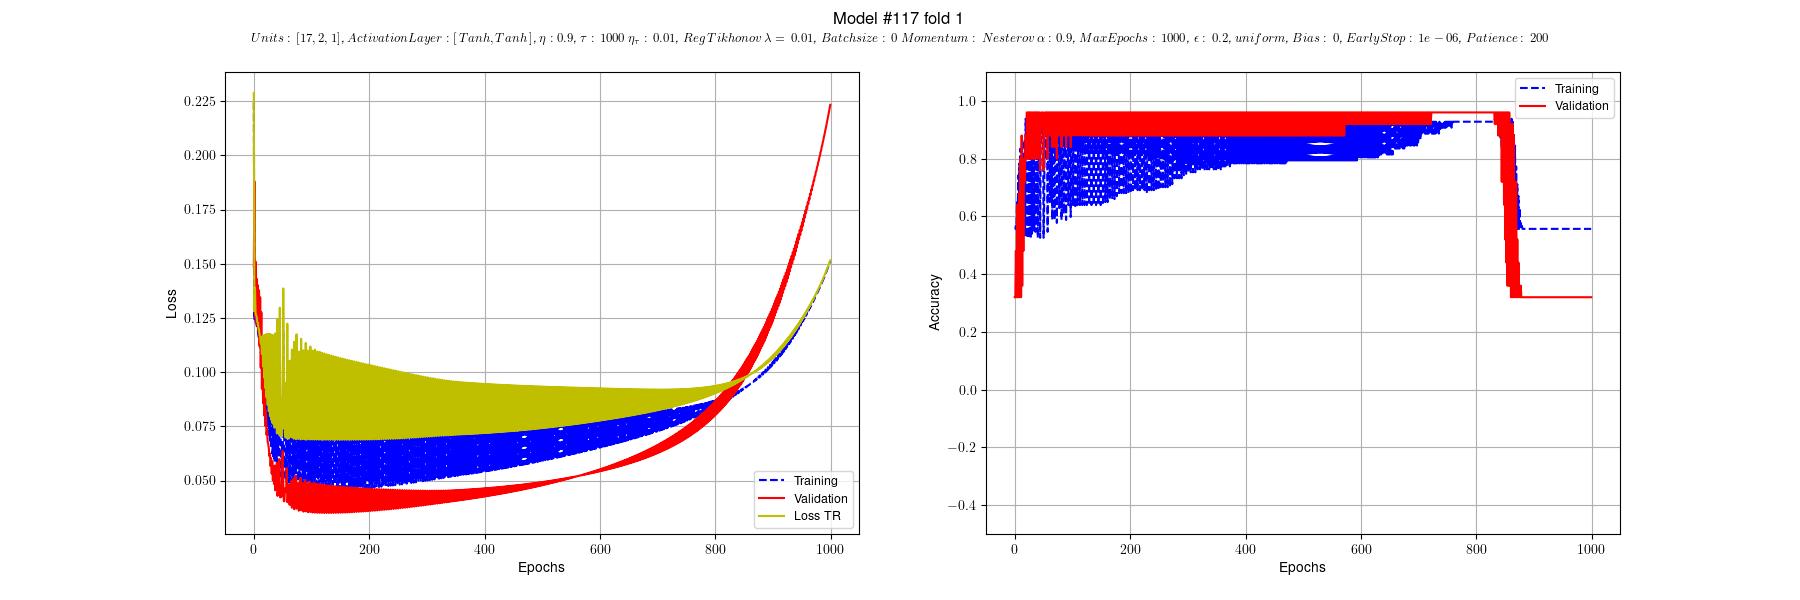 Model #117 fold 1
Units : [17, 2, 1], ActivationLayer : [Tanh, Tanh], η : 0.9, τ : 1000 ητ : 0.01, RegTikhonov λ = 0.01, Batchsize : 0 Momentum : Nesterov α : 0.9, MaxEpochs : 1000, ϵ : 0.2, uniform, Bias : 0, EarlyStop : 1e − 06, Patience : 200
Loss
0.225
0.200
0.175
0.150
0.125
0.100
0.075
0.050
Training
Validation
Loss TR
0 200 400 600 800 1000
Epochs
Accuracy
1.0
0.8
0.6
0.4
0.2
0.0
−0.2
−0.4
Training
Validation
0 200 400 600 800 1000
Epochs